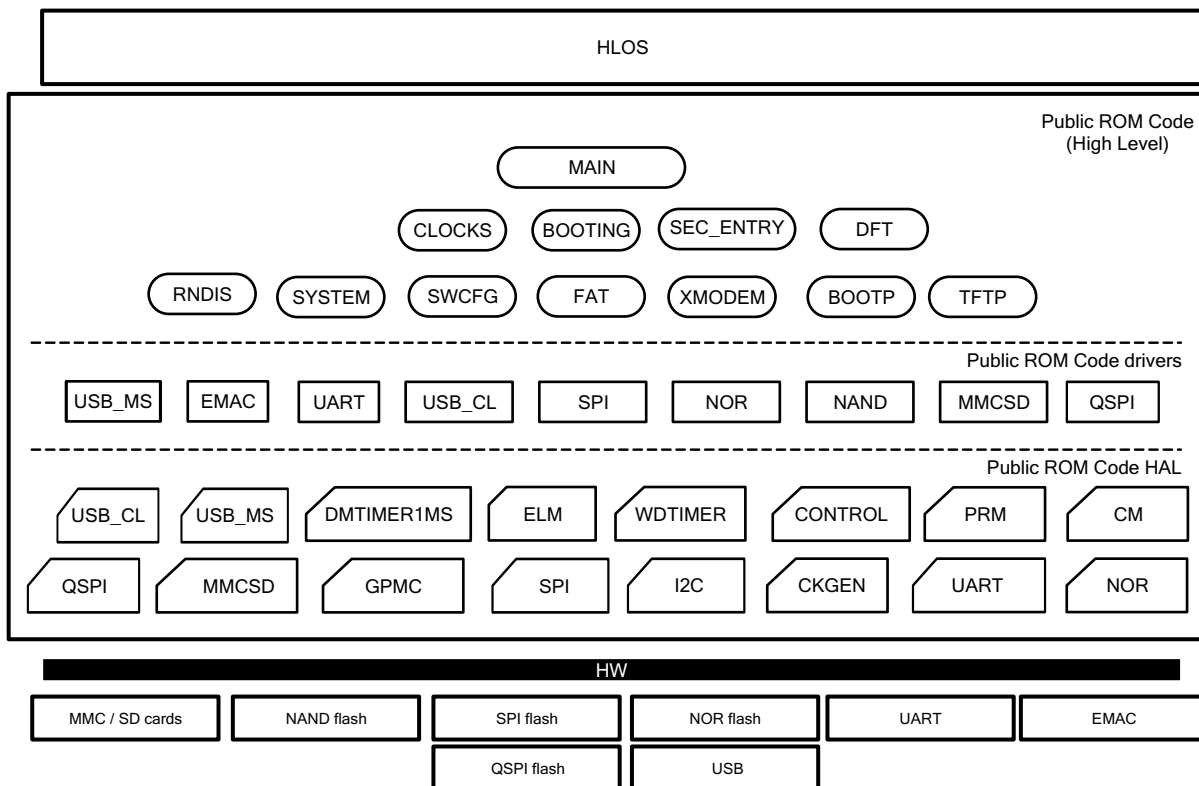 HLOS
Public ROM Code
(High Level)
MAIN
CLOCKS BOOTING SEC_ENTRY DFT
RNDIS SYSTEM SWCFG FAT XMODEM BOOTP TFTP
Public ROM Code drivers
USB_MS EMAC UART USB_CL SPI NOR NAND MMCSD QSPI
Public ROM Code HAL
USB_CL USB_MS DMTIMER1MS ELM WDTIMER CONTROL PRM CM
QSPI MMCSD GPMC SPI I2C CKGEN UART NOR
HW
MMC / SD cards NAND flash SPI flash NOR flash UART EMAC
QSPI flash USB